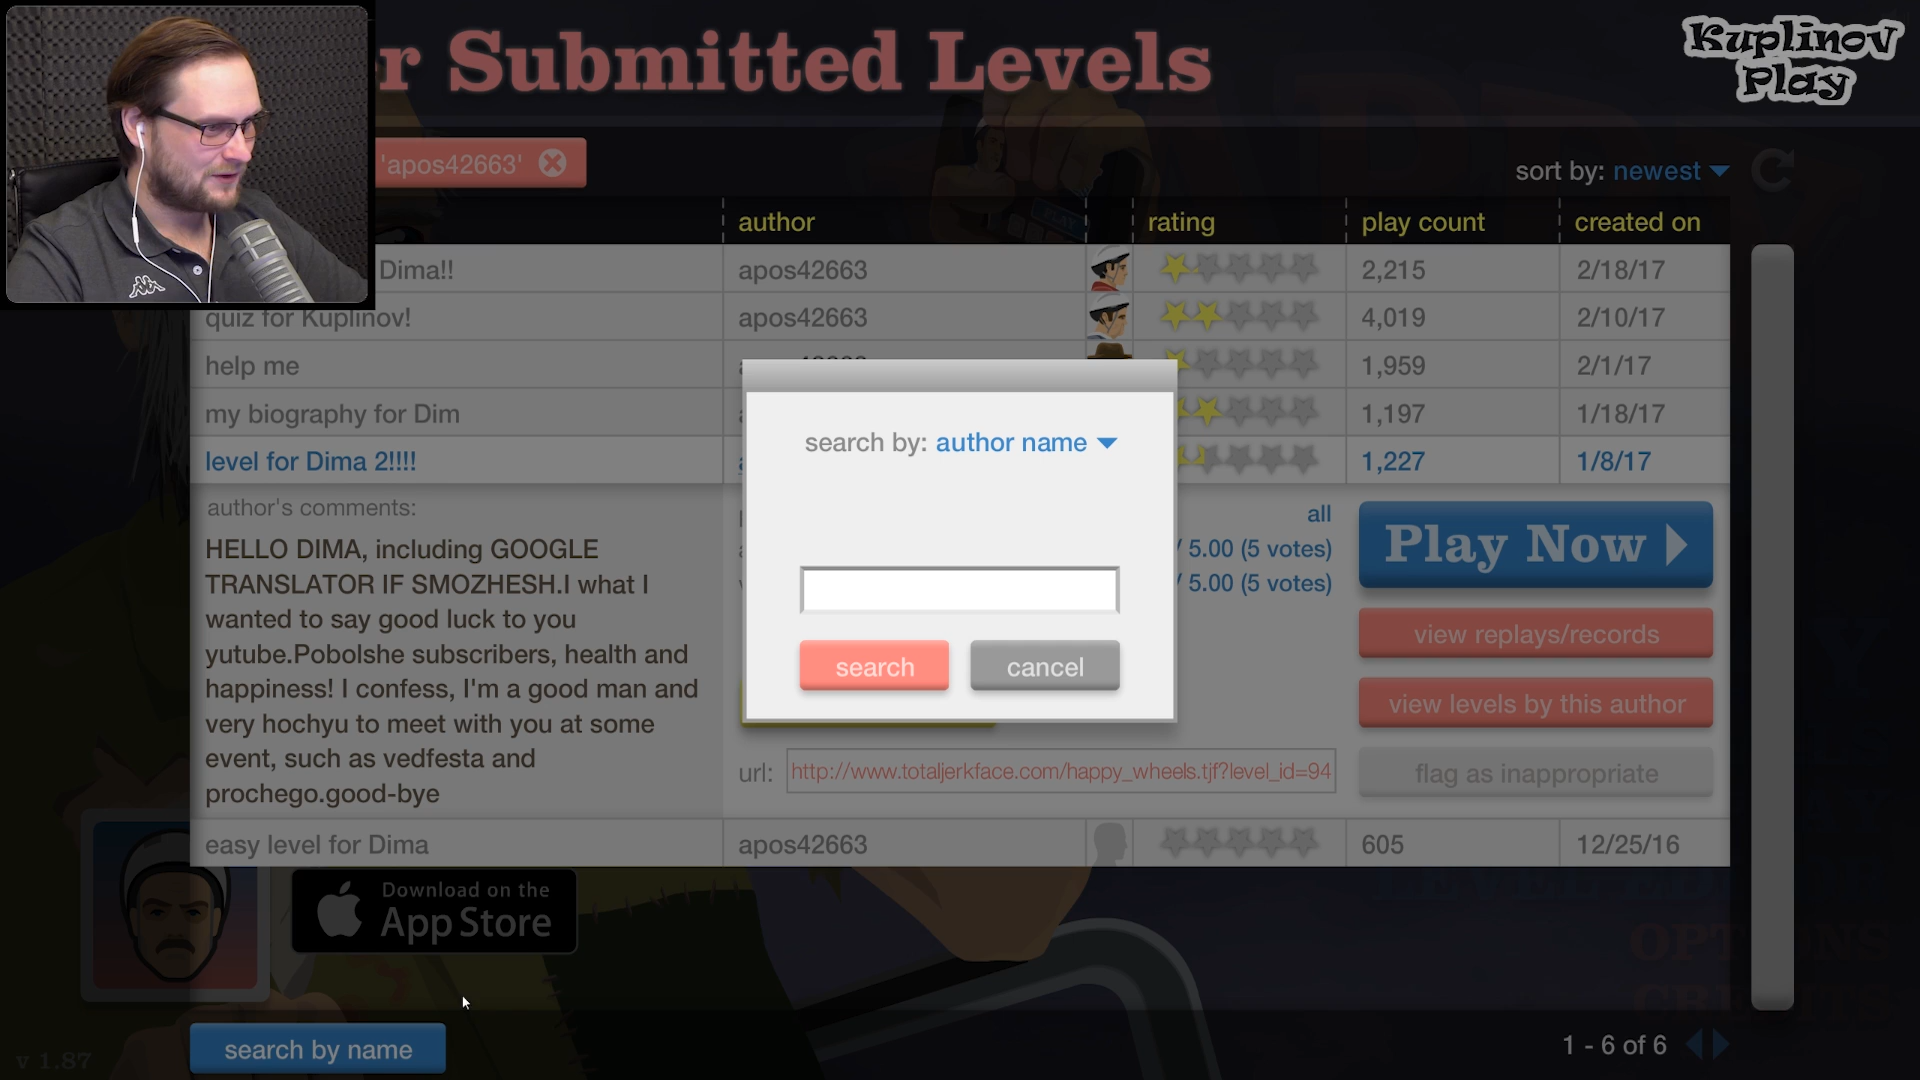 r Submitted Levels
Kuplinov
Play
'apos42663'
sort by: newest
author
rating
play count
created on
Dima!!
apos42663
2,215
2/18/17
quiz for Kuplinov!
apos42663
4,019
2/10/17
help me
1,959
2/1/17
my biography for Dim
1,197
1/18/17
level for Dima 2!!!!
1,227
1/8/17
search by: author name
search
cancel
author's comments:
HELLO DIMA, including GOOGLE
TRANSLATOR IF SMOZHESH.I what I
wanted to say good luck to you
yutube.Pobolshe subscribers, health and
happiness! I confess, I'm a good man and
very hochyu to meet with you at some
event, such as vedfesta and
prochego.good-bye
all
/ 5.00 (5 votes)
/ 5.00 (5 votes)
url: http://www.totaljerkface.com/happy_wheels.tjf?level_id=94
Play Now
view replays/records
view levels by this author
flag as inappropriate
easy level for Dima
apos42663
605
12/25/16
Download on the
App Store
LEVEL ED
OPTIONS
CREDITS
v 1.87
search by name
1 - 6 of 6